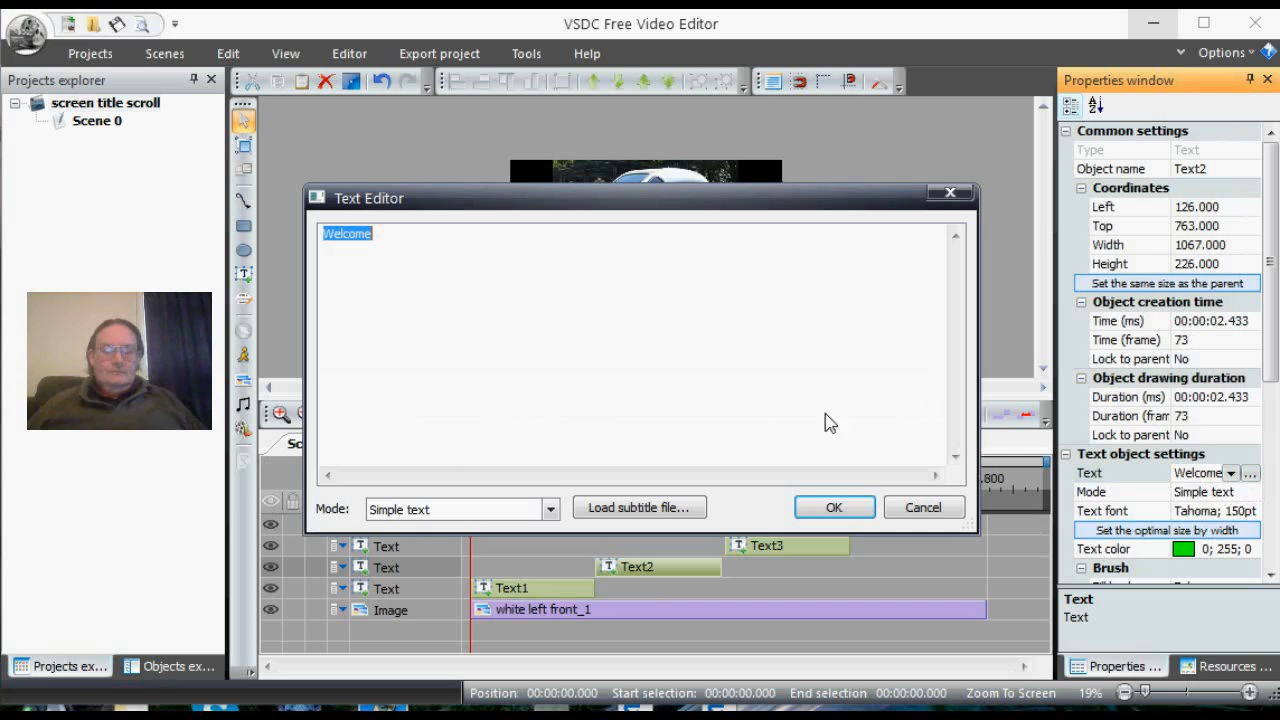 VSDC Free Video Editor
Projects Scenes Edit View Editor Export project Tools Help Options
Projects explorer
screen title scroll
Scene 0
Properties window
Common settings
Type Text
Object name Text2
Coordinates
Left 126.000
Top 763.000
Width 1067.000
Height 226.000
Set the same size as the parent
Object creation time
Time (ms) 00:00:02.433
Time (frame) 73
Lock to parent No
Object drawing duration
Duration (ms) 00:00:02.433
Duration (fram 73
Lock to parent No
Text object settings
Text Welcome ...
Mode Simple text
Text font Tahoma; 150pt
Set the optimal size by width
Text color 0; 255; 0
Brush
Text
Text
Text Editor
Welcome
Mode: Simple text Load subtitle file... OK Cancel
Sc
.800
Text Text3
Text Text2
Text Text1
Image white left front_1
Projects ex... Objects ex... Properties ... Resources ...
Position: 00:00:00.000 Start selection: 00:00:00.000 End selection 00:00:00.000 Zoom To Screen 19%